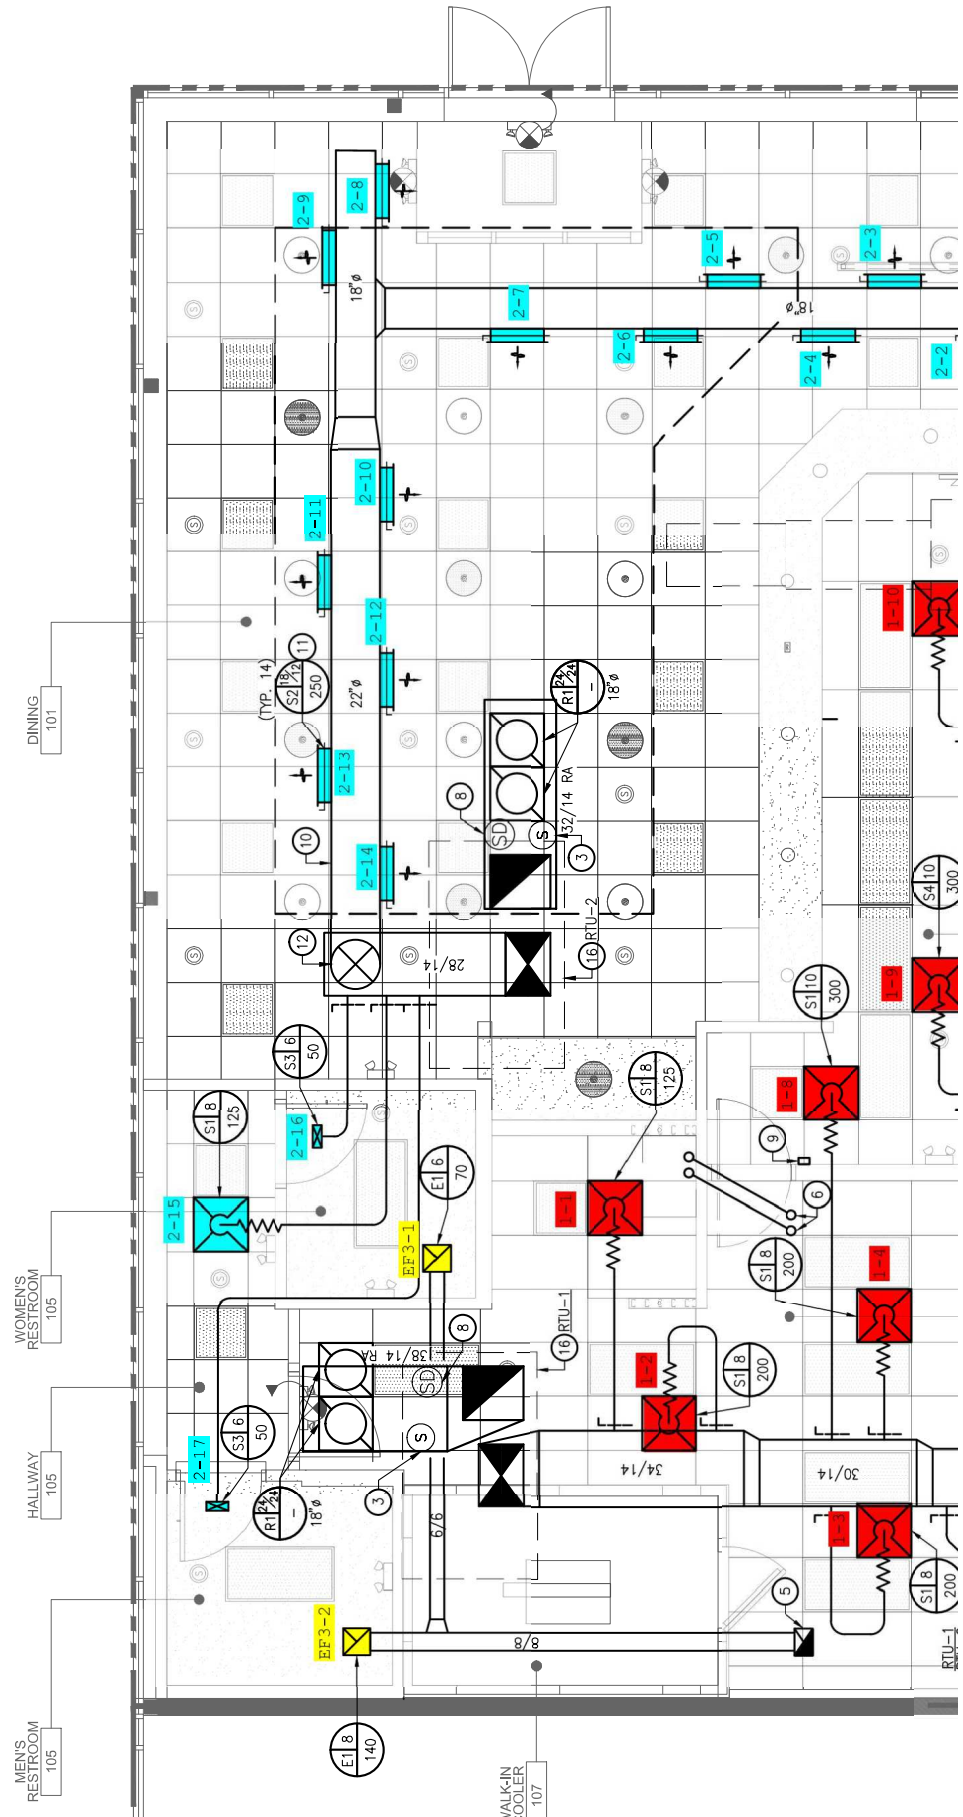 2-9
2-8
2-5
2-3
18"ø
2-7
18"ø
2-6
2-4
2-2
2-10
2-11
S
2-12
1-10
(TYP. 14)
11
S2 18/12
250
22"ø
R1 24/24
-
18"ø
DINING
101
2-13
32/14 RA
8
SD
S
3
10
2-14
S4 10
300
12
28/14
16
RTU-2
1-9
S1 10
300
S3 6
50
S1 8
125
S1 8
125
1-8
2-16
9
E1 6
70
2-15
1-1
6
EF3-1
S1 8
200
1-4
WOMEN'S
RESTROOM
105
8
16
RTU-1
38/14 RA
SD
1-2
S1 8
200
HALLWAY
105
S3 6
50
2-17
S
3
34/14
30/14
R1 24/24
-
18"ø
6/6
1-3
S1 8
200
5
EF3-2
8/8
RTU-1
MEN'S
RESTROOM
105
E1 8
140
WALK-IN
COOLER
107